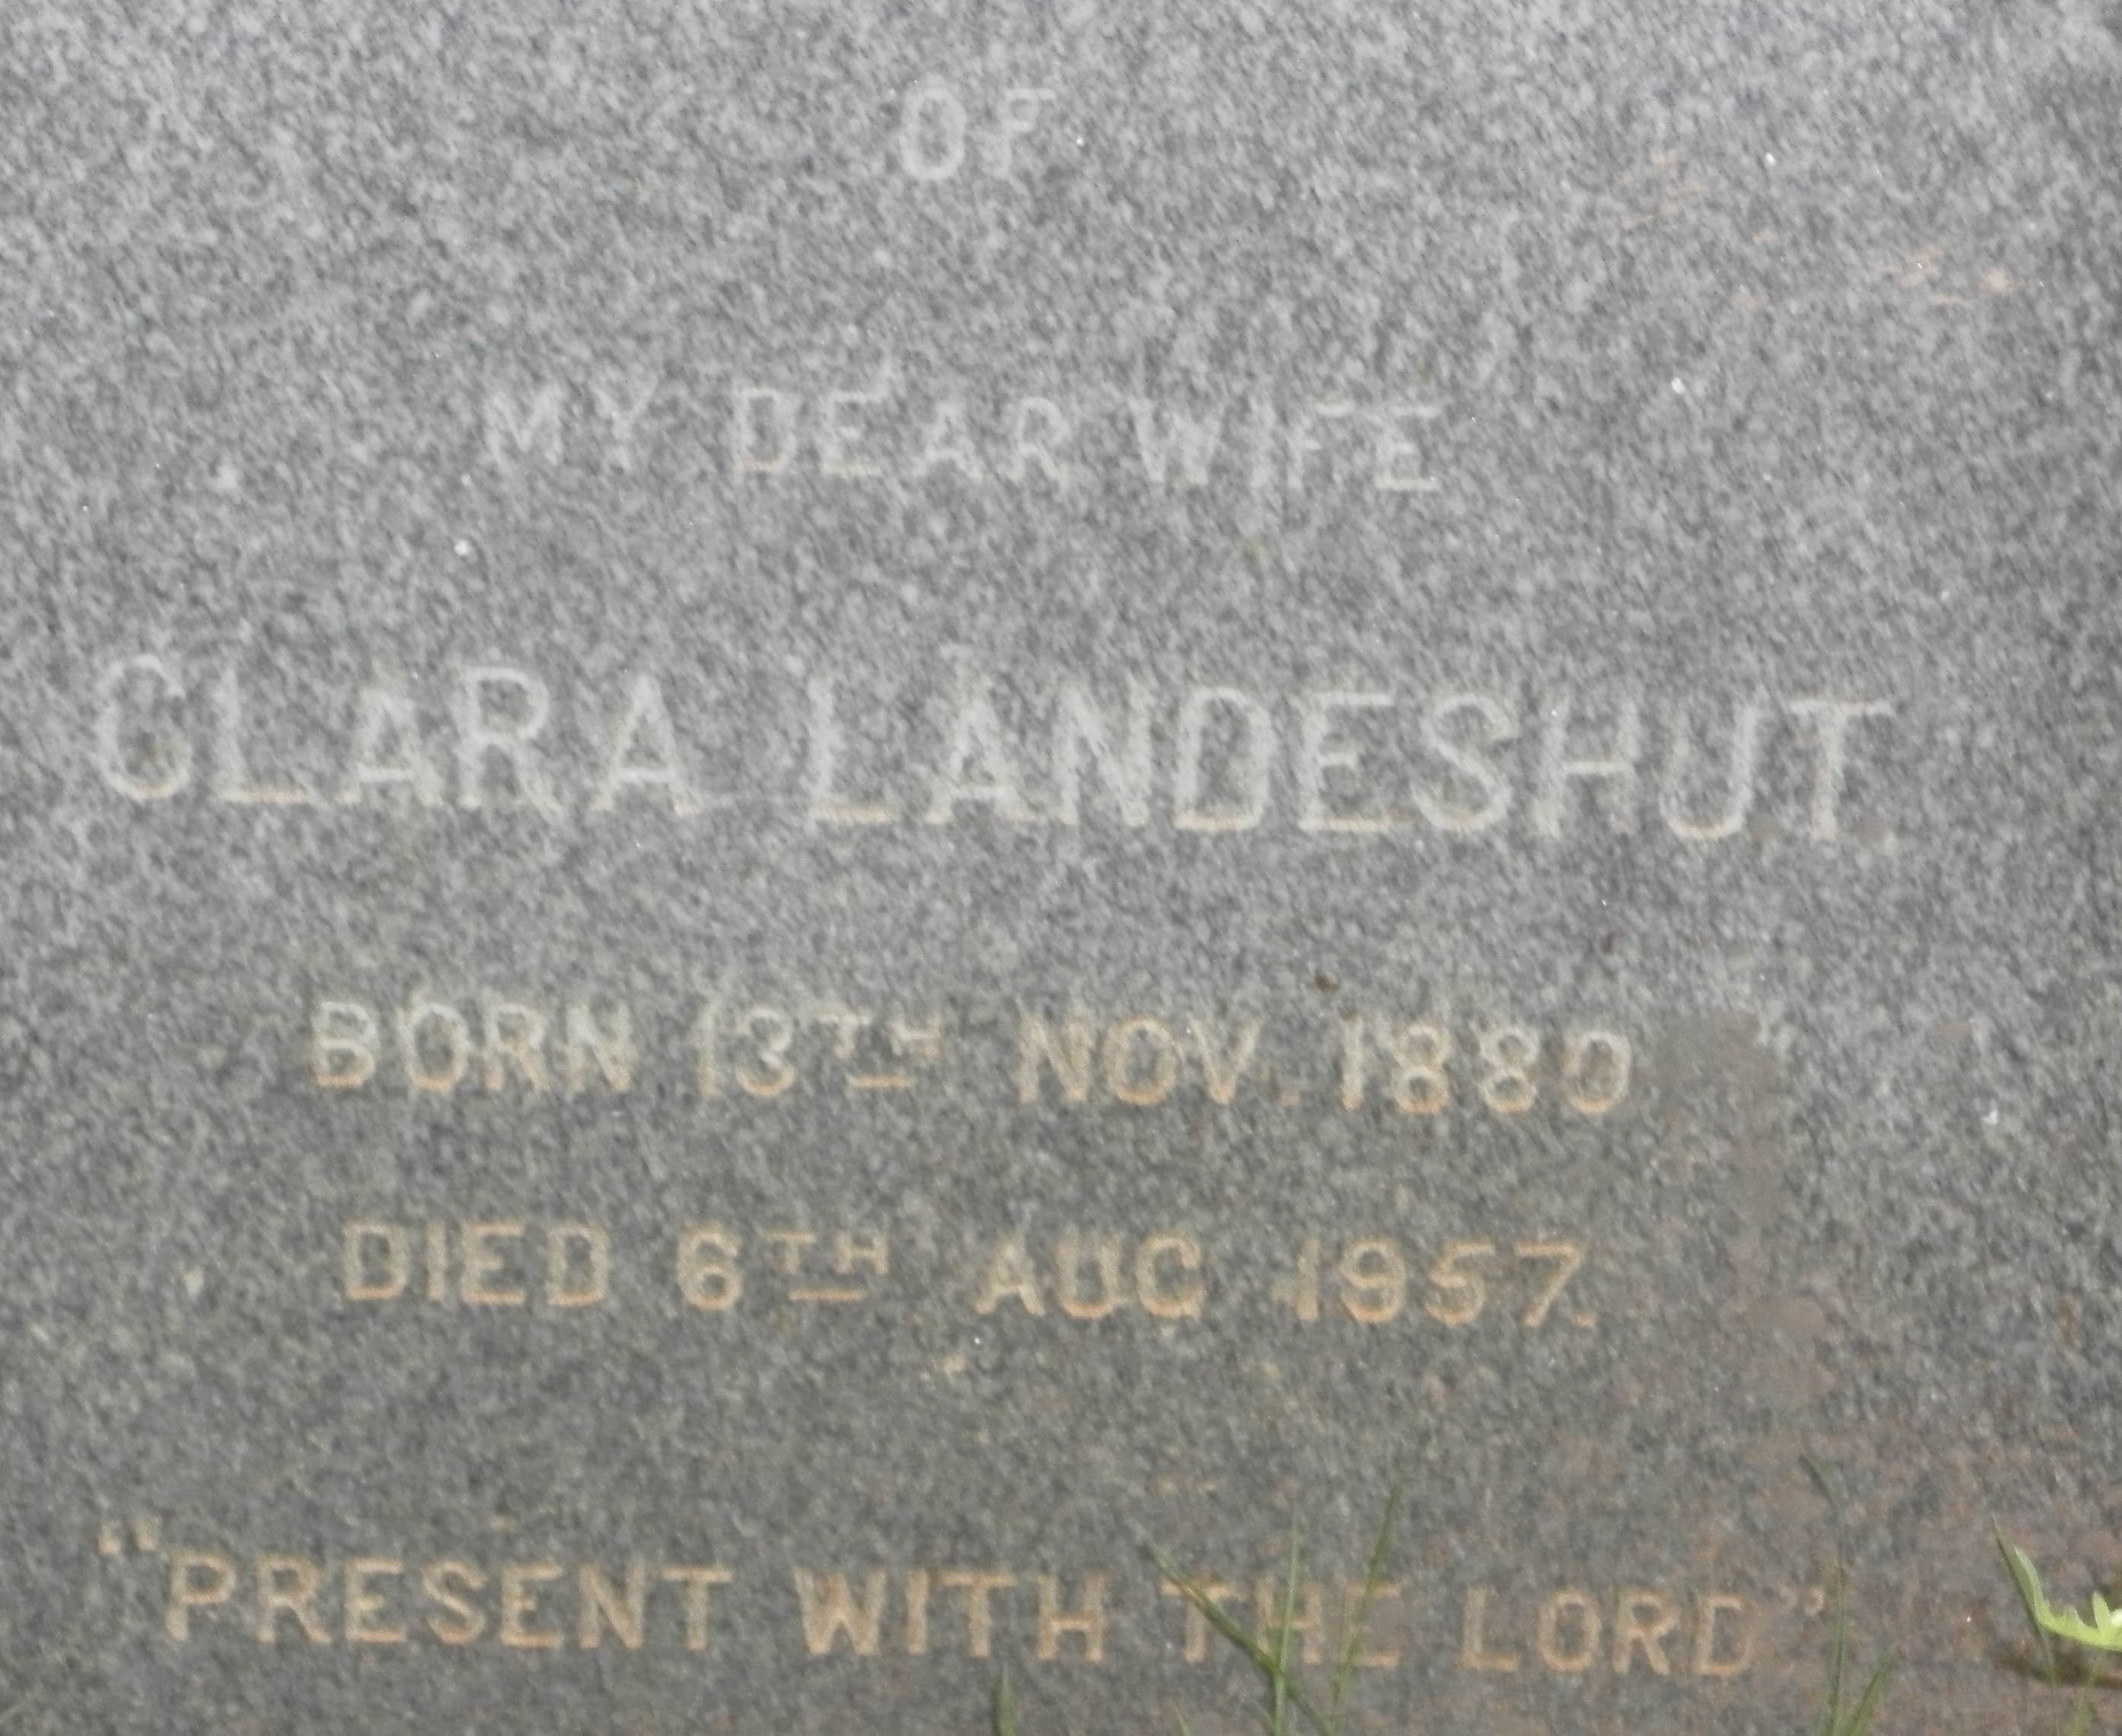 OF
MY DEAR WIFE
CLARA LANDESHUT.
BORN 13TH NOV. 1880
DIED 6TH AUG 1957.
"PRESENT WITH THE LORD"